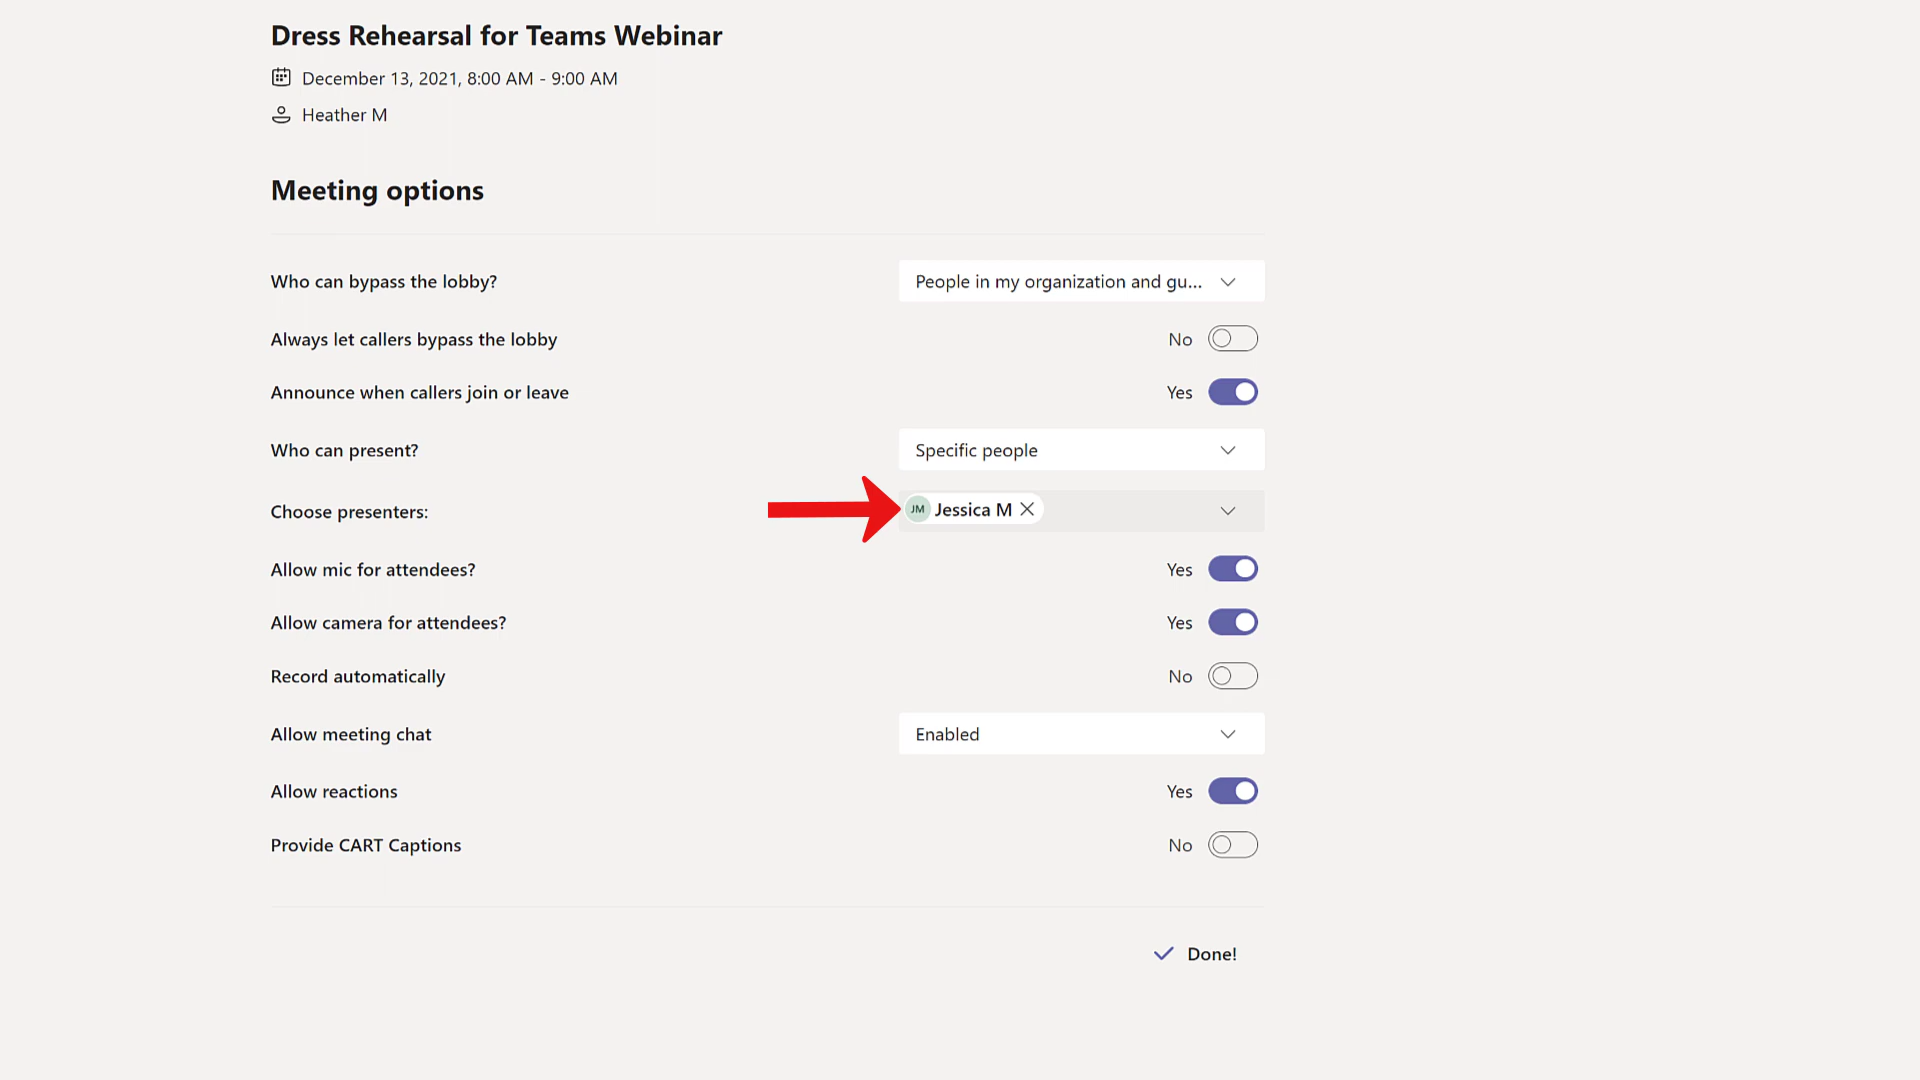 Dress Rehearsal for Teams Webinar
December 13, 2021, 8:00 AM - 9:00 AM
Heather M
Meeting options
Who can bypass the lobby? People in my organization and gu...
Always let callers bypass the lobby No
Announce when callers join or leave Yes
Who can present? Specific people
Choose presenters: JM Jessica M
Allow mic for attendees? Yes
Allow camera for attendees? Yes
Record automatically No
Allow meeting chat Enabled
Allow reactions Yes
Provide CART Captions No
Done!